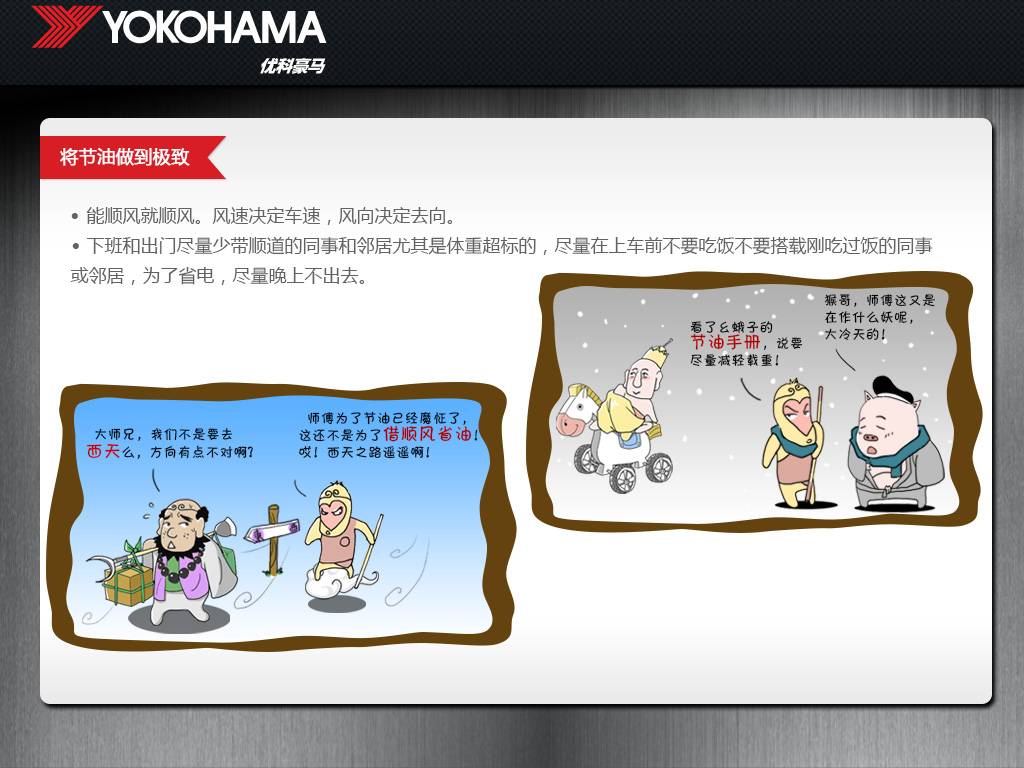 YOKOHAMA
优科豪马
将节油做到极致
• 能顺风就顺风。风速决定车速，风向决定去向。
• 下班和出门尽量少带顺道的同事和邻居尤其是体重超标的，尽量在上车前不要吃饭不要搭载刚吃过饭的同事
或邻居，为了省电，尽量晚上不出去。
看了幺蛾子的
节油手册，说要
尽量减轻载重！
猴哥，师傅这又是
在作什么妖呢，
大冷天的！
大师兄，我们不是要去
西天么，方向有点不对啊？
师傅为了节油已经魔怔了，
这还不是为了借顺风省油！
哎！西天之路遥遥啊！